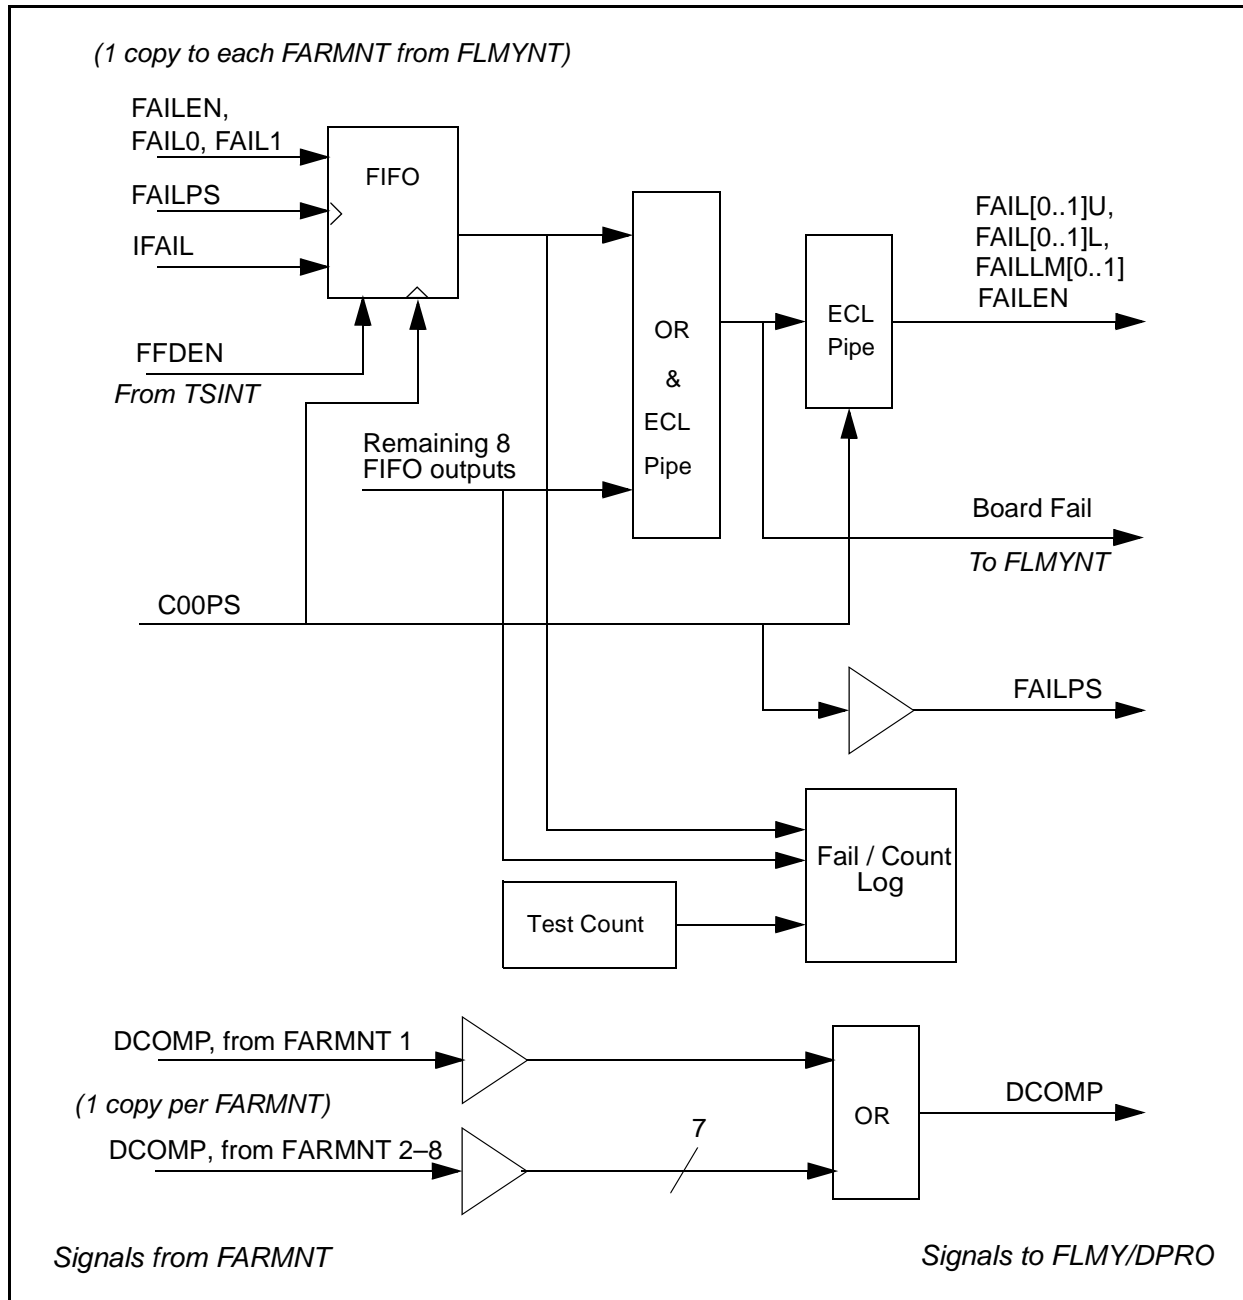 (1 copy to each FARMNT from FLMYNT)
FAILEN,
FAIL0, FAIL1
FAILPS
IFAIL
FIFO
FFDEN
From TSINT
Remaining 8
FIFO outputs
OR
&
ECL
Pipe
ECL
Pipe
FAIL[0..1]U,
FAIL[0..1]L,
FAILLM[0..1]
FAILEN
Board Fail
To FLMYNT
C00PS
FAILPS
Fail / Count
Log
Test Count
DCOMP, from FARMNT 1
(1 copy per FARMNT)
DCOMP, from FARMNT 2–8
7
OR
DCOMP
Signals from FARMNT
Signals to FLMY/DPRO